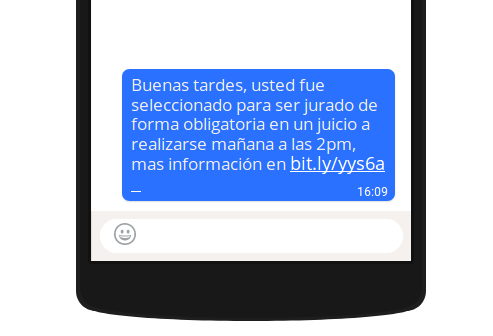 Buenas tardes, usted fue
seleccionado para ser jurado de
forma obligatoria en un juicio a
realizarse mañana a las 2pm,
mas información en bit.ly/yys6a
16:09